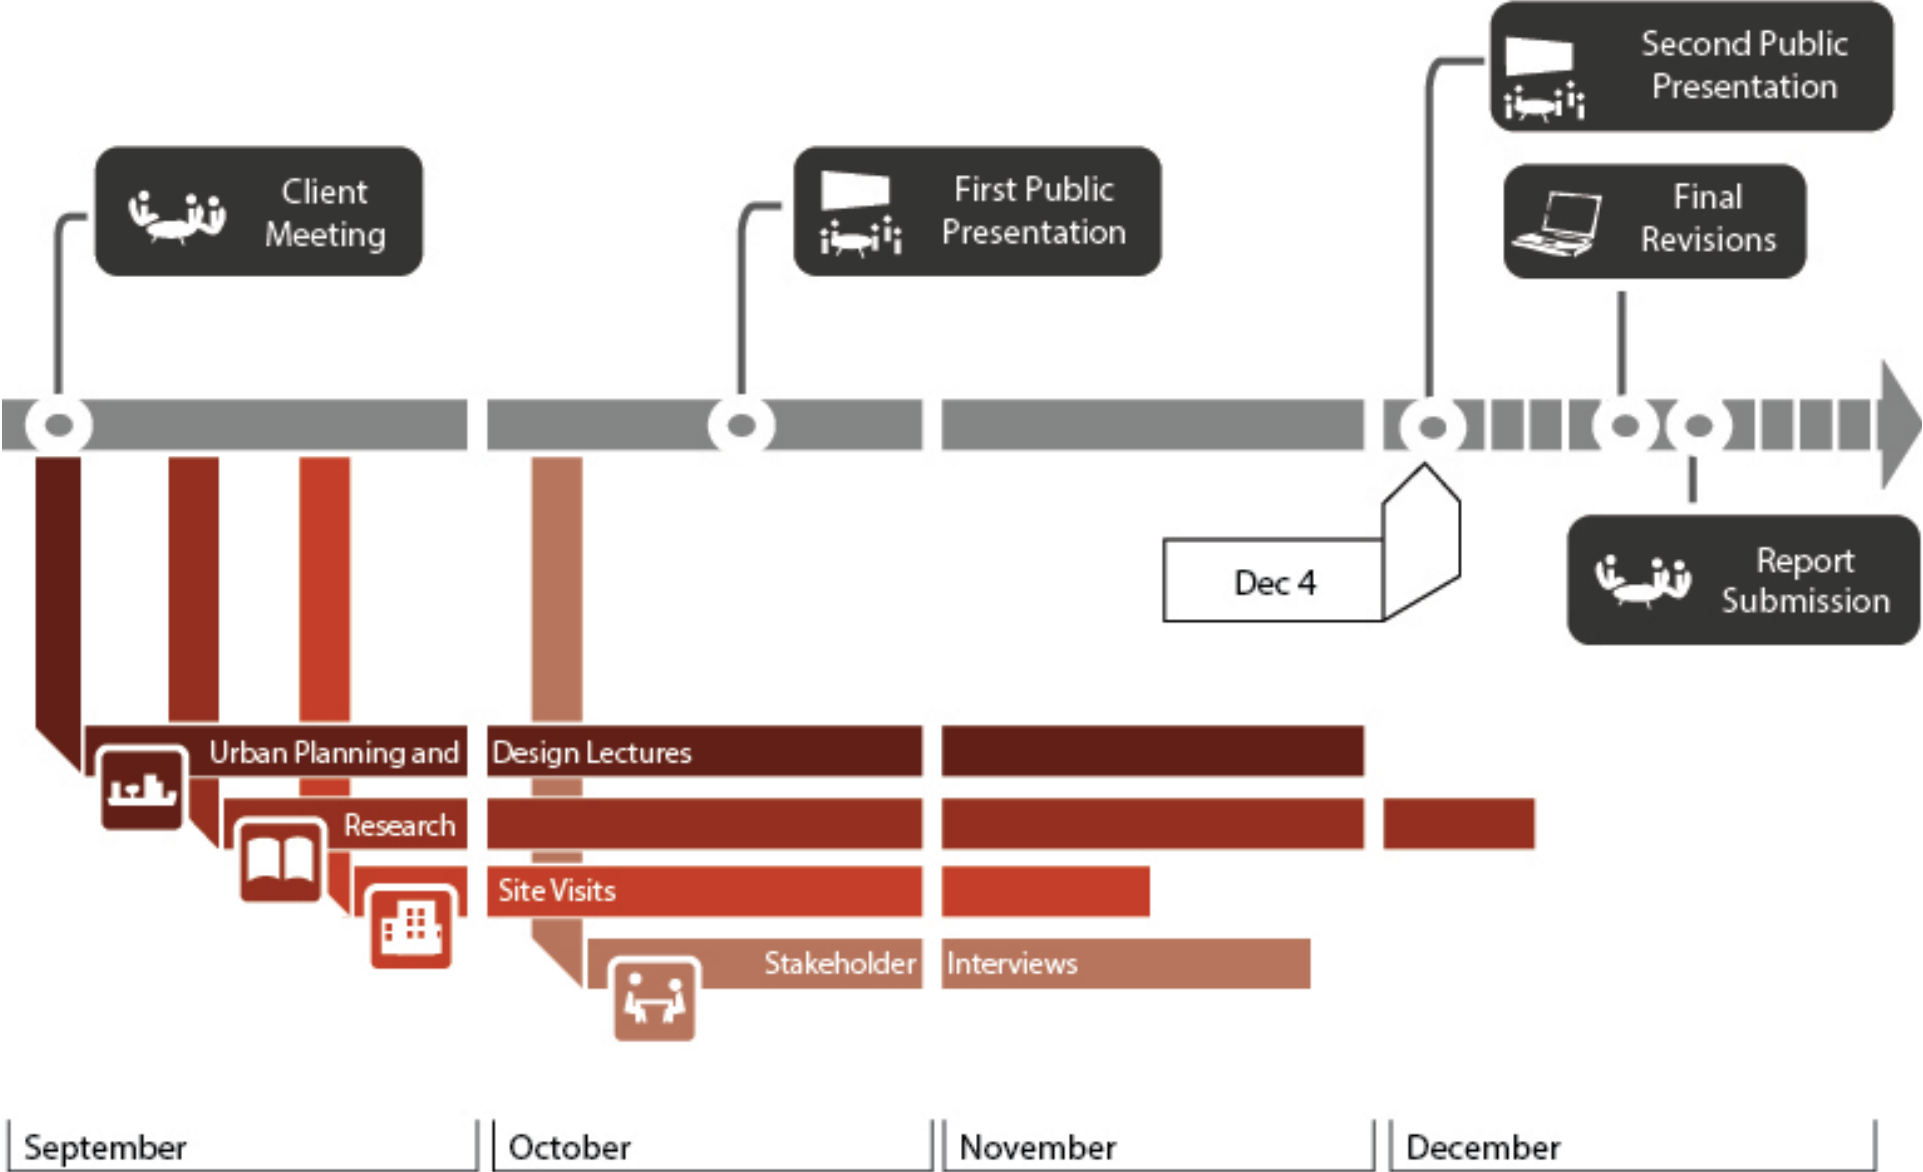 Second Public
Presentation
Client
Meeting
First Public
Presentation
Final
Revisions
Dec 4
Report
Submission
Urban Planning and Design Lectures
Research
Site Visits
Stakeholder Interviews
September
October
November
December